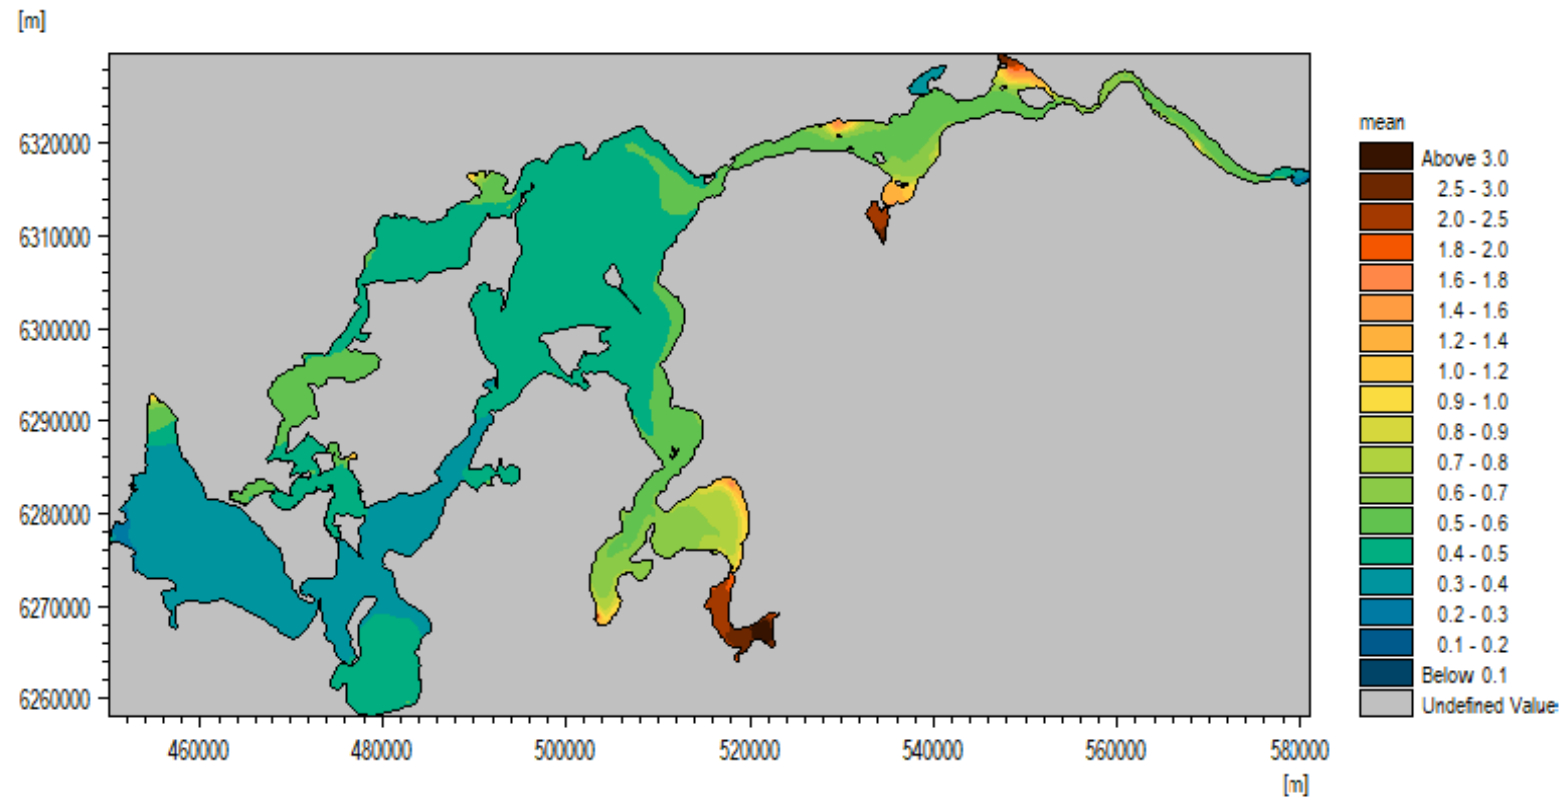 [m]
6320000
6310000
6300000
6290000
6280000
6270000
6260000
460000 480000 500000 520000 540000 560000 580000
[m]
mean
Above 3.0
2.5 - 3.0
2.0 - 2.5
1.8 - 2.0
1.6 - 1.8
1.4 - 1.6
1.2 - 1.4
1.0 - 1.2
0.9 - 1.0
0.8 - 0.9
0.7 - 0.8
0.6 - 0.7
0.5 - 0.6
0.4 - 0.5
0.3 - 0.4
0.2 - 0.3
0.1 - 0.2
Below 0.1
Undefined Value